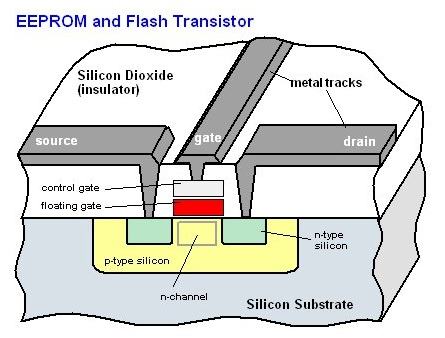 EEPROM and Flash Transistor
Silicon Dioxide
(insulator)
metal tracks
source
gate
drain
control gate
floating gate
n-type
silicon
p-type silicon
n-channel
Silicon Substrate